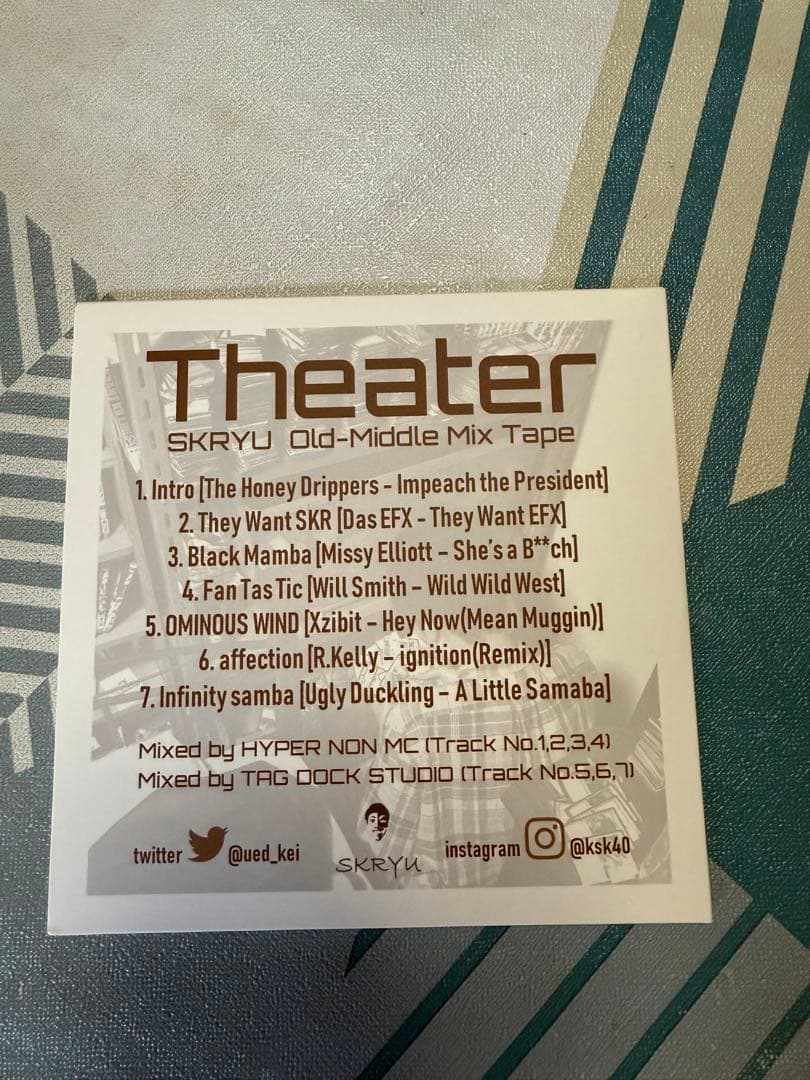 Theater
SKRYU Old-Middle Mix Tape
1. Intro [The Honey Drippers - Impeach the President]
2. They Want SKR [Das EFX - They Want EFX]
3. Black Mamba [Missy Elliott - She's a B**ch]
4. Fan Tas Tic [Will Smith - Wild Wild West]
5. OMINOUS WIND [Xzibit - Hey Now(Mean Muggin)]
6. affection [R.Kelly - ignition(Remix)]
7. Infinity samba [Ugly Duckling - A Little Samaba]
Mixed by HYPER NON MC (Track No.1,2,3,4)
Mixed by TAG DOCK STUDIO (Track No.5,6,7)
twitter @ued_kei SKRYU instagram @ksk40